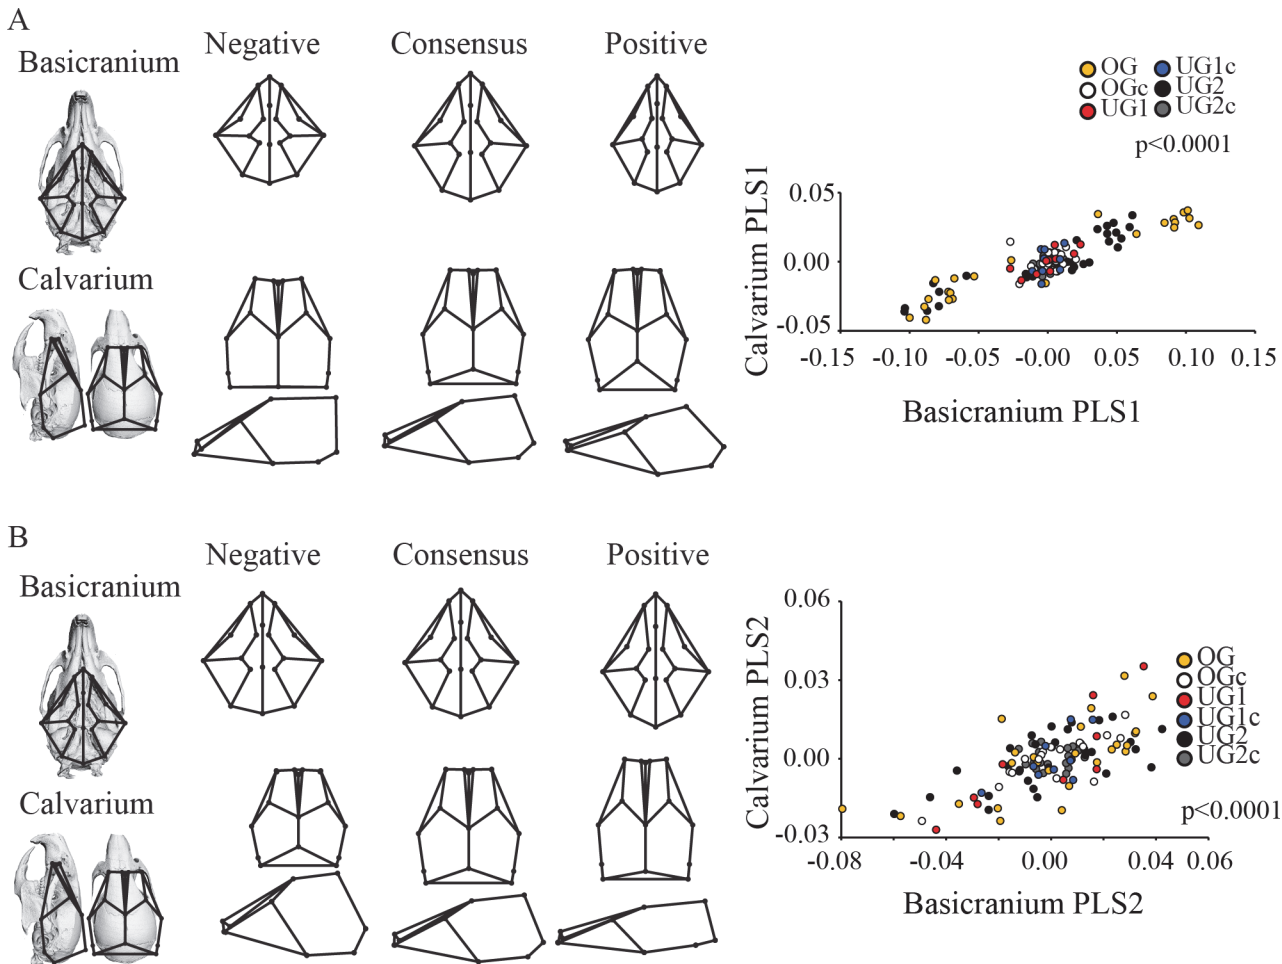 A
Negative Consensus Positive
Basicranium
Calvarium
OG UG1c
OGc UG2
UG1 UG2c
p<0.0001
Calvarium PLS1
0.05
0.00
-0.05
-0.15 -0.10 -0.05 -0.00 0.05 0.10 0.15
Basicranium PLS1
B
Negative Consensus Positive
Basicranium
Calvarium
Calvarium PLS2
0.06
0.03
0.00
-0.03
OG
OGc
UG1
UG1c
UG2
UG2c
p<0.0001
-0.08 -0.04 0.00 0.04 0.06
Basicranium PLS2